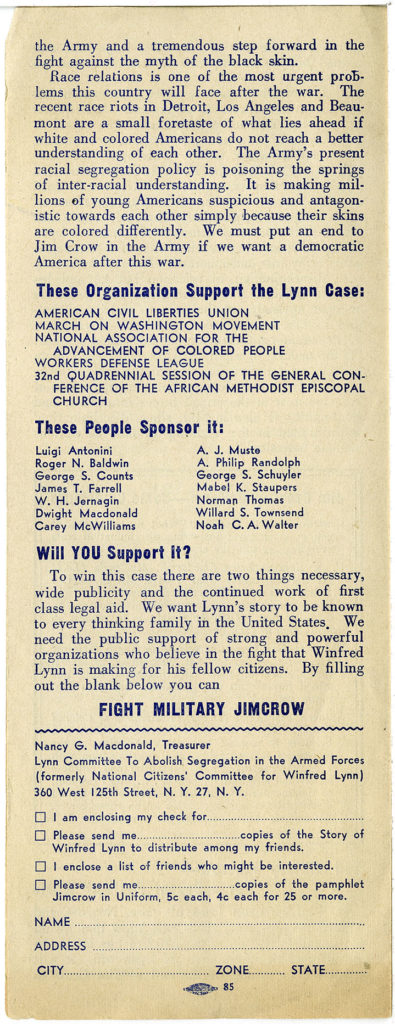 the Army and a tremendous step forward in the
fight against the myth of the black skin.
Race relations is one of the most urgent prob-
lems this country will face after the war. The
recent race riots in Detroit, Los Angeles and Beau-
mont are a small foretaste of what lies ahead if
white and colored Americans do not reach a better
understanding of each other. The Army's present
racial segregation policy is poisoning the springs
of inter-racial understanding. It is making mil-
lions of young Americans suspicious and antagon-
istic towards each other simply because their skins
are colored differently. We must put an end to
Jim Crow in the Army if we want a democratic
America after this war.
These Organization Support the Lynn Case:
AMERICAN CIVIL LIBERTIES UNION
MARCH ON WASHINGTON MOVEMENT
NATIONAL ASSOCIATION FOR THE
ADVANCEMENT OF COLORED PEOPLE
WORKERS DEFENSE LEAGUE
32nd QUADRENNIAL SESSION OF THE GENERAL CON-
FERENCE OF THE AFRICAN METHODIST EPISCOPAL
CHURCH
These People Sponsor it:
Luigi Antonini
Roger N. Baldwin
George S. Counts
James T. Farrell
W. H. Jernagin
Dwight Macdonald
Carey McWilliams
A. J. Muste
A. Philip Randolph
George S. Schuyler
Mabel K. Staupers
Norman Thomas
Willard S. Townsend
Noah C. A. Walter
Will YOU Support it?
To win this case there are two things necessary,
wide publicity and the continued work of first
class legal aid. We want Lynn's story to be known
to every thinking family in the United States. We
need the public support of strong and powerful
organizations who believe in the fight that Winfred
Lynn is making for his fellow citizens. By filling
out the blank below you can
FIGHT MILITARY JIMCROW
Nancy G. Macdonald, Treasurer
Lynn Committee To Abolish Segregation in the Armed Forces
(formerly National Citizens' Committee for Winfred Lynn)
360 West 125th Street, N. Y. 27, N. Y.
☐ I am enclosing my check for..............................
☐ Please send me..............................copies of the Story of
Winfred Lynn to distribute among my friends.
☐ I enclose a list of friends who might be interested.
☐ Please send me..............................copies of the pamphlet
Jimcrow in Uniform, 5c each, 4c each for 25 or more.
NAME ..............................
ADDRESS ..............................
CITY.............................. ZONE........... STATE............
85